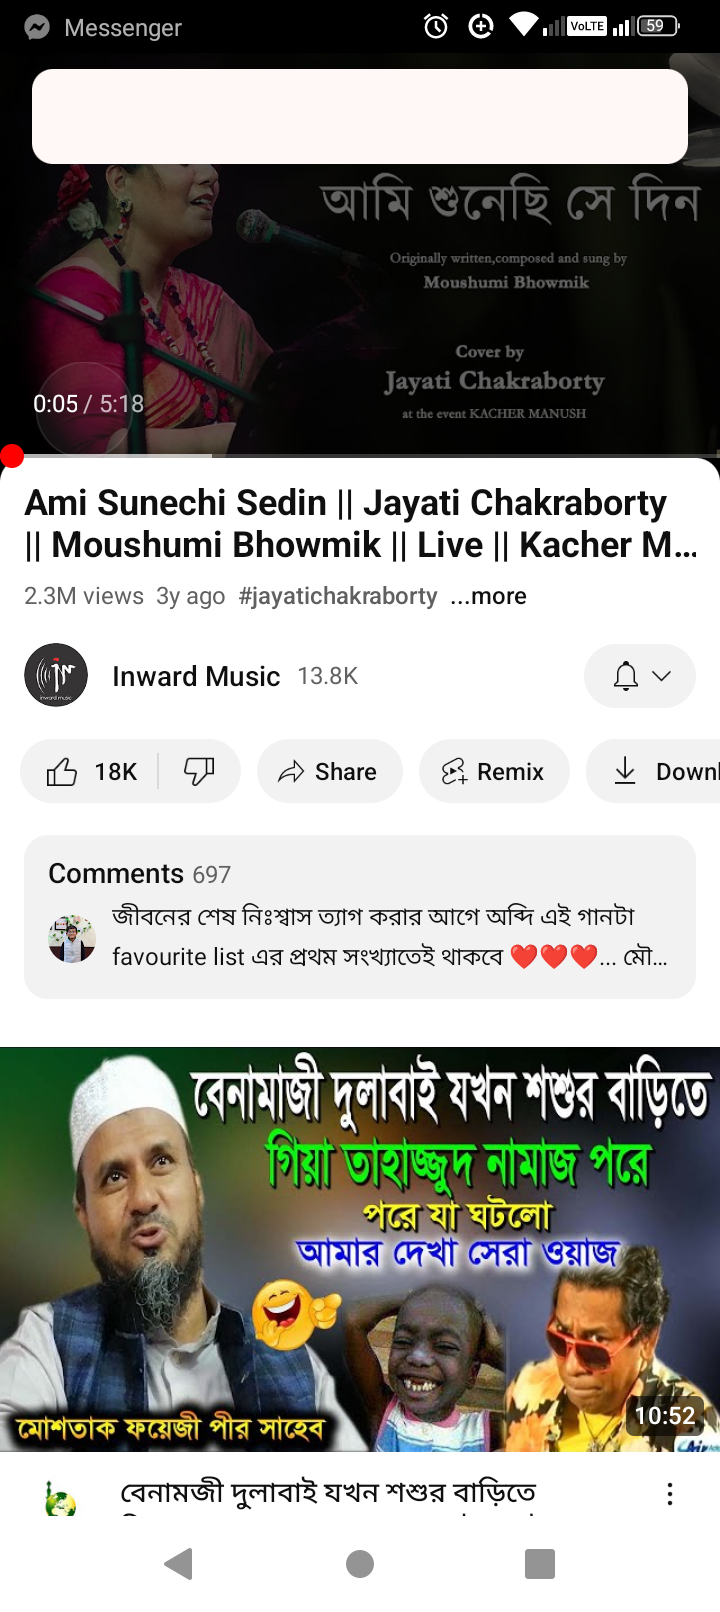 Messenger
VoLTE
59
আমি শুনেছি সে দিন
Originally written,composed and sung by
Moushumi Bhowmik
Cover by
Jayati Chakraborty
at the event KACHER MANUSH
0:05 / 5:18
Ami Sunechi Sedin || Jayati Chakraborty
|| Moushumi Bhowmik || Live || Kacher M...
2.3M views 3y ago #jayatichakraborty ...more
Inward Music 13.8K
18K Share Remix Downl
Comments 697
জীবনের শেষ নিঃশ্বাস ত্যাগ করার আগে অব্দি এই গানটা
favourite list এর প্রথম সংখ্যাতেই থাকবে ❤️❤️❤️... মৌ...
বেনামাজী দুলাবাই যখন শশুর বাড়িতে
গিয়া তাহাজ্জুদ নামাজ পরে
পরে যা ঘটলো
আমার দেখা সেরা ওয়াজ
মোশতাক ফয়েজী পীর সাহেব
10:52
বেনামজী দুলাবাই যখন শশুর বাড়িতে